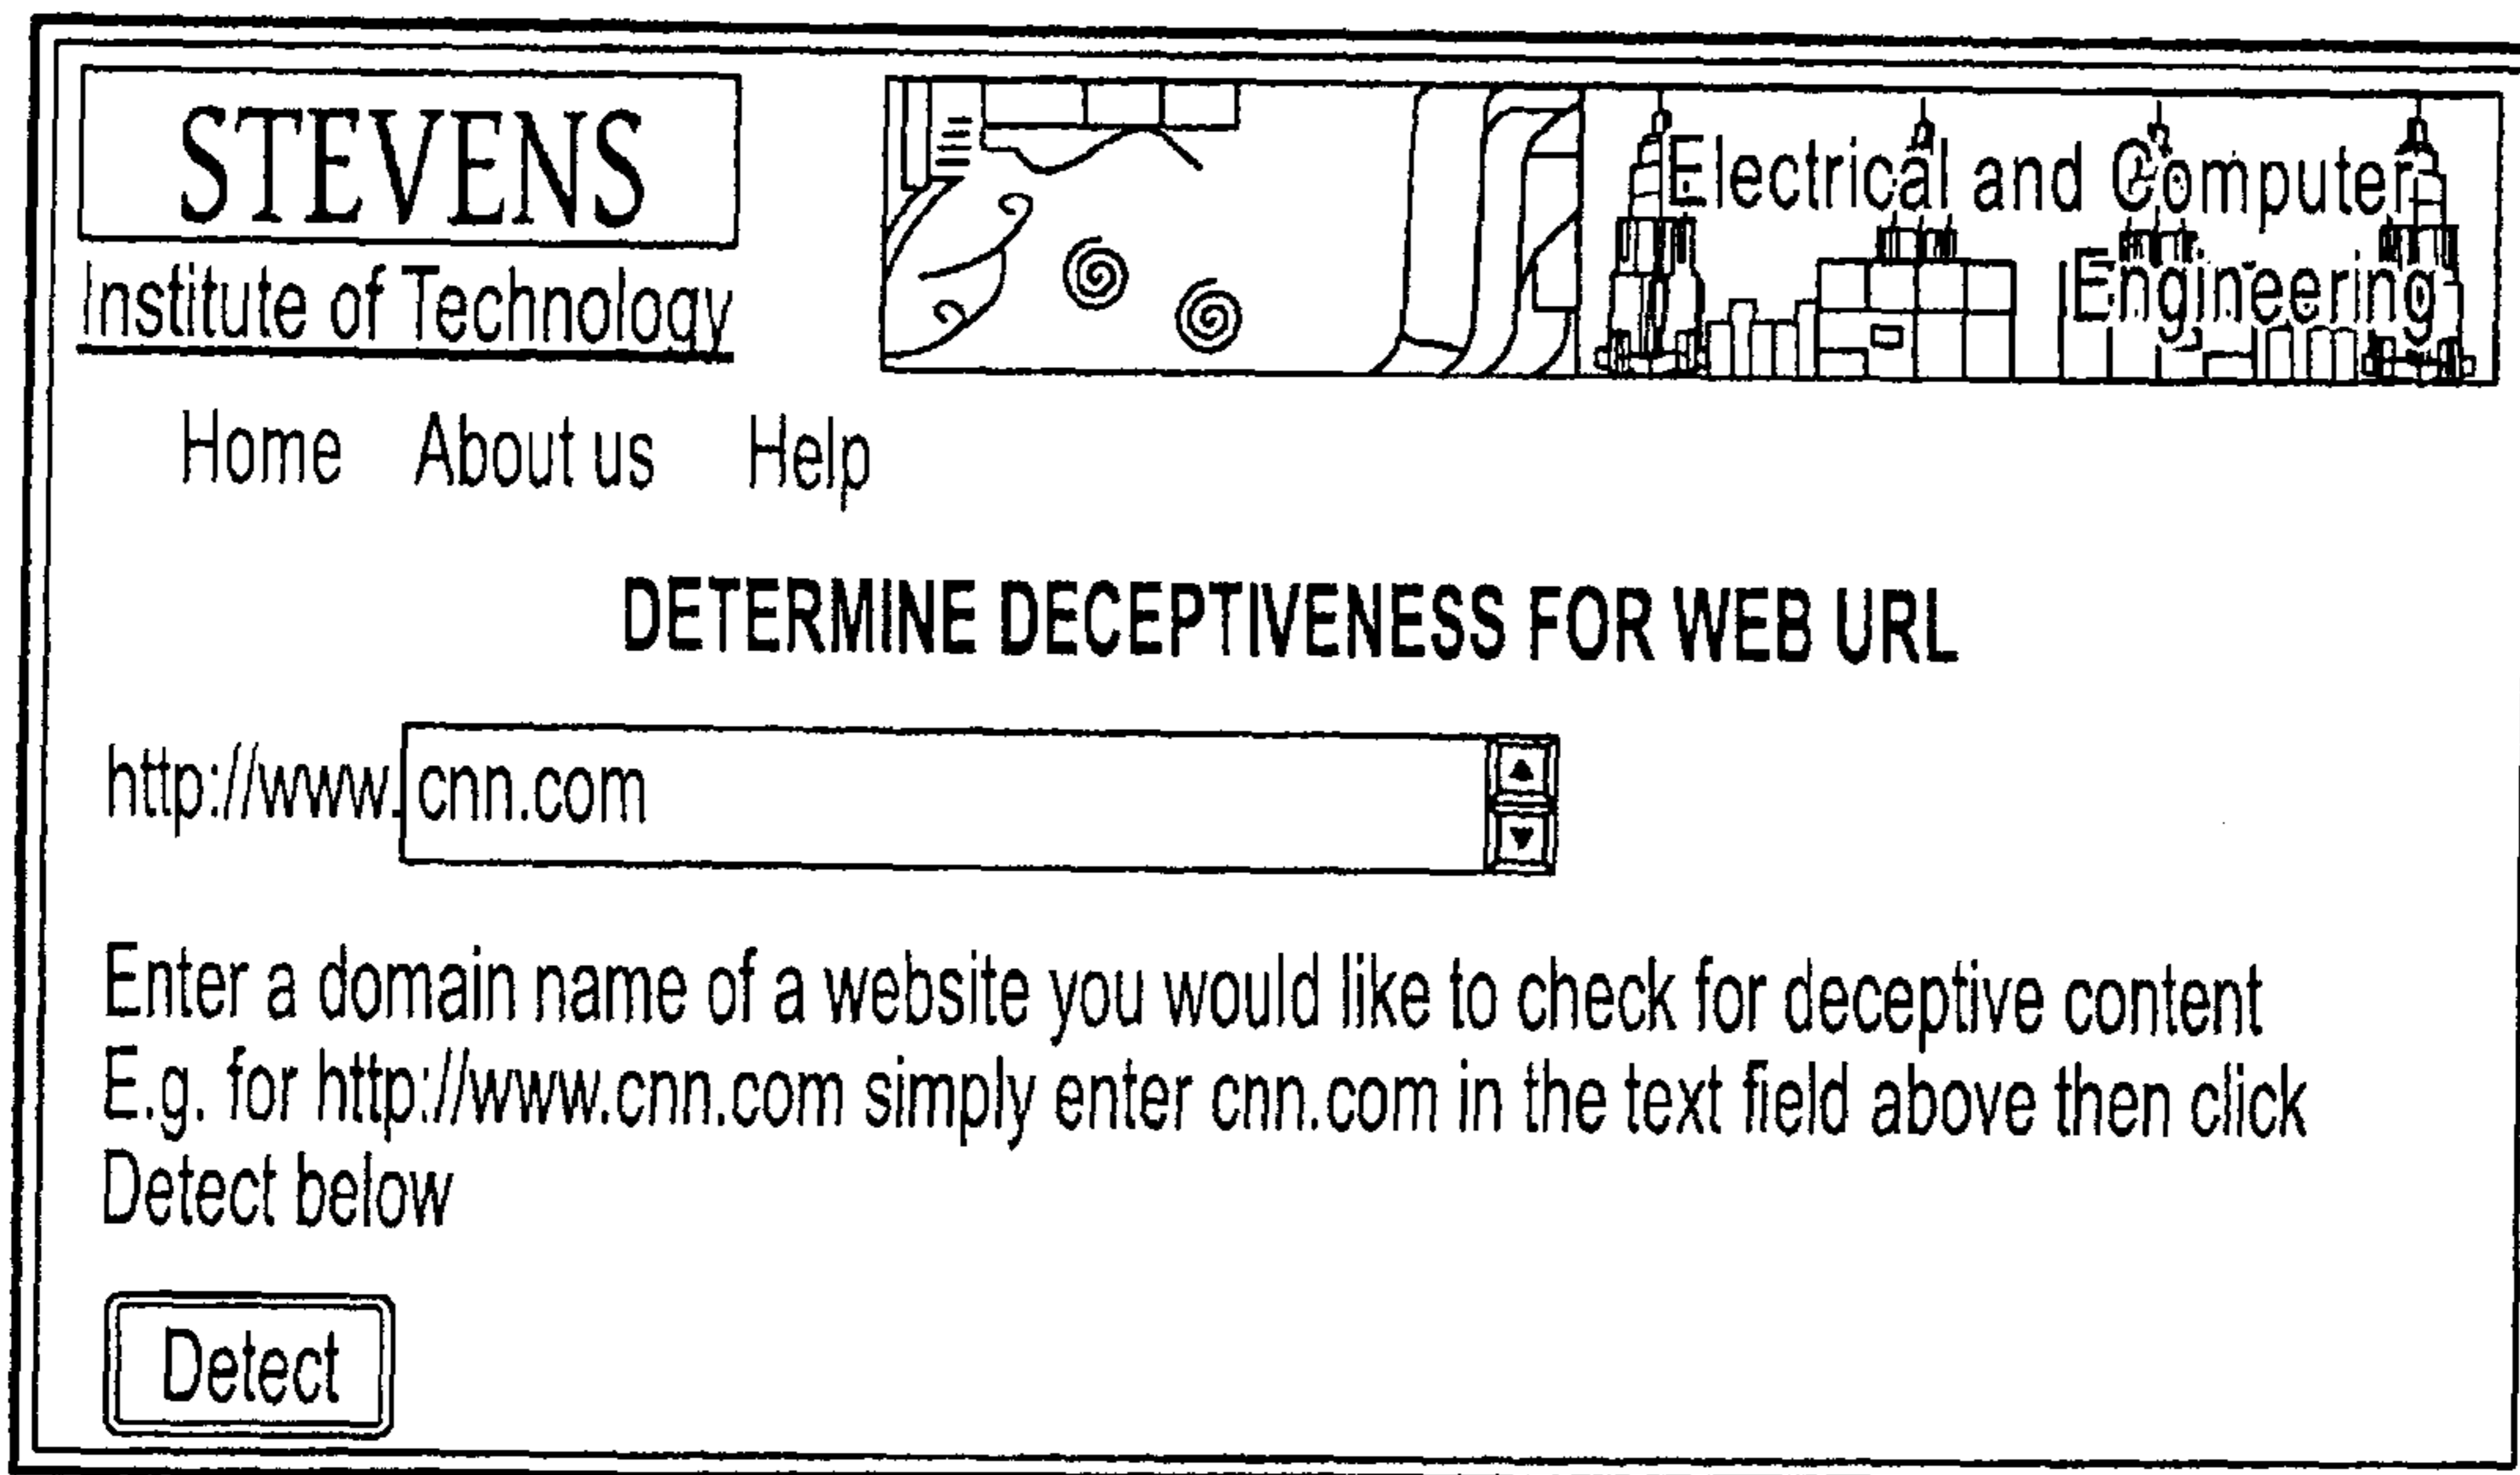 STEVENS
Institute of Technology
Electrical and Computer
Engineering
Home About us Help
DETERMINE DECEPTIVENESS FOR WEB URL
http://www. cnn.com
Enter a domain name of a website you would like to check for deceptive content
E.g. for http://www.cnn.com simply enter cnn.com in the text field above then click
Detect below
Detect